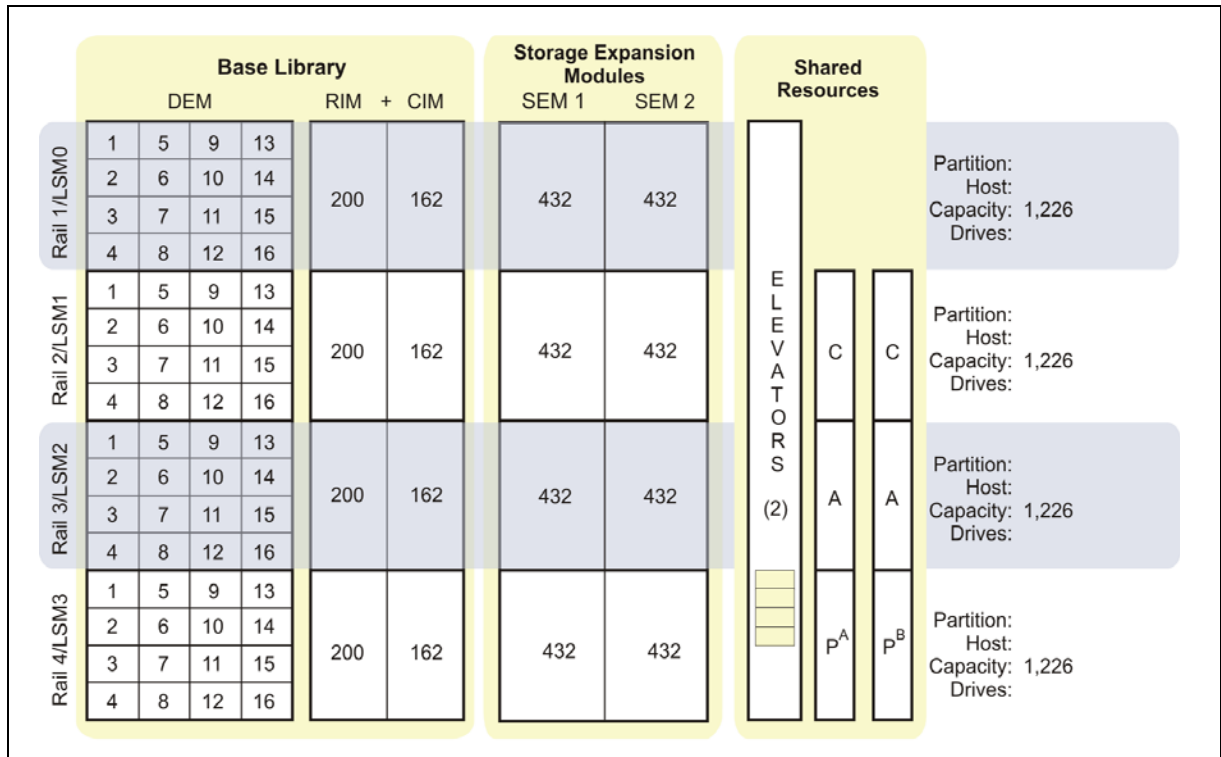 Base Library
Storage Expansion
Modules
Shared
Resources
DEM RIM + CIM SEM 1 SEM 2
Rail 1/LSM0
1 5 9 13
2 6 10 14
3 7 11 15
4 8 12 16
200 162 432 432
Partition:
Host:
Capacity: 1,226
Drives:
Rail 2/LSM1
1 5 9 13
2 6 10 14
3 7 11 15
4 8 12 16
200 162 432 432
Partition:
Host:
Capacity: 1,226
Drives:
Rail 3/LSM2
1 5 9 13
2 6 10 14
3 7 11 15
4 8 12 16
200 162 432 432
Partition:
Host:
Capacity: 1,226
Drives:
Rail 4/LSM3
1 5 9 13
2 6 10 14
3 7 11 15
4 8 12 16
200 162 432 432
Partition:
Host:
Capacity: 1,226
Drives:
ELEVATORS
(2)
C C
A A
P^A P^B